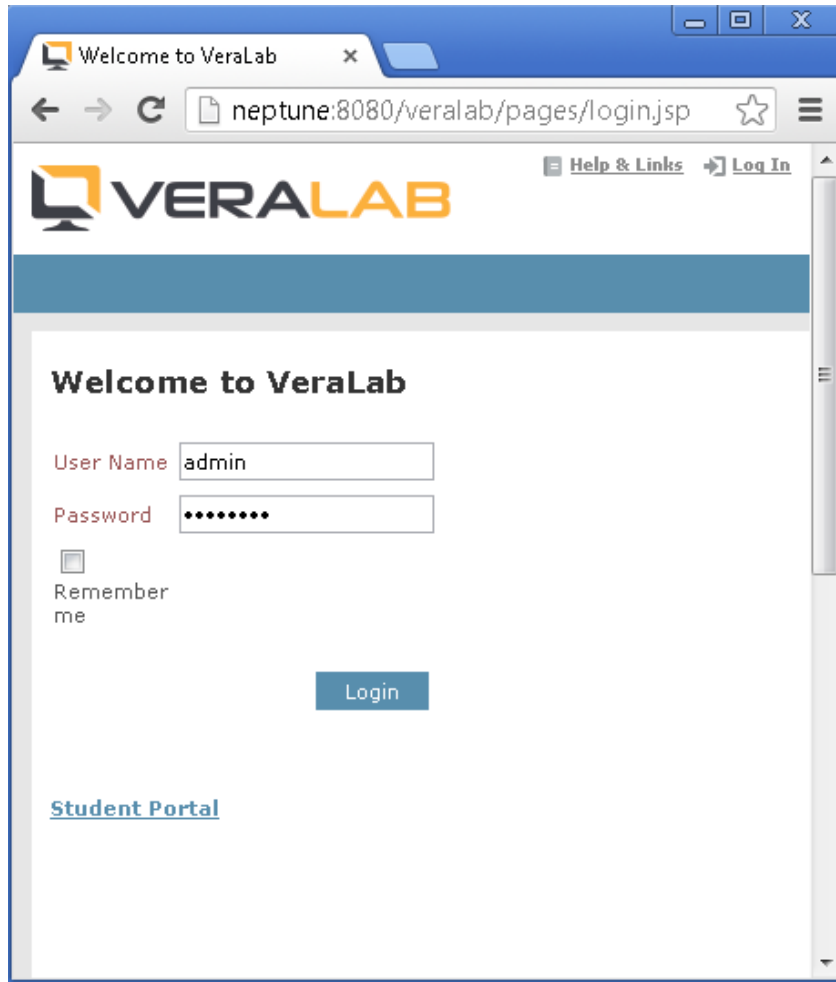 Welcome to VeraLab
neptune:8080/veralab/pages/login.jsp
Help & Links
Log In
VERALAB
Welcome to VeraLab
User Name admin
Password ••••••••
Remember
me
Login
Student Portal